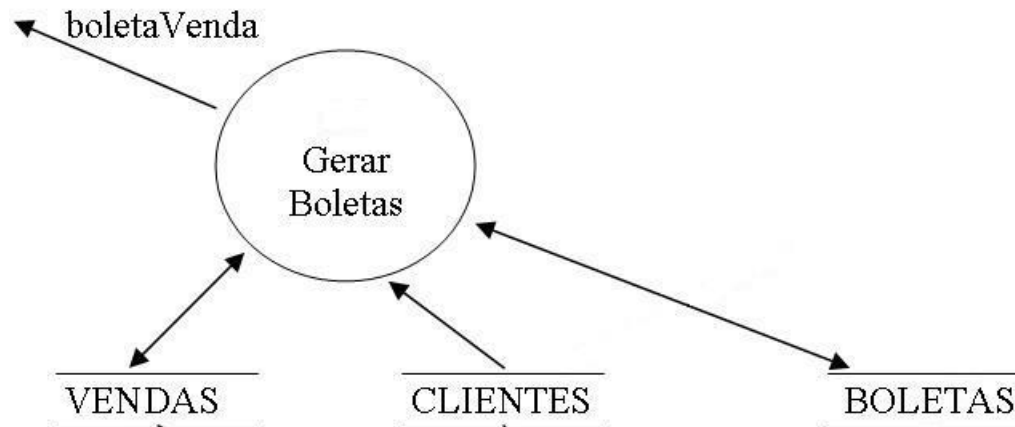 boletaVenda
Gerar
Boletas
VENDAS
CLIENTES
BOLETAS